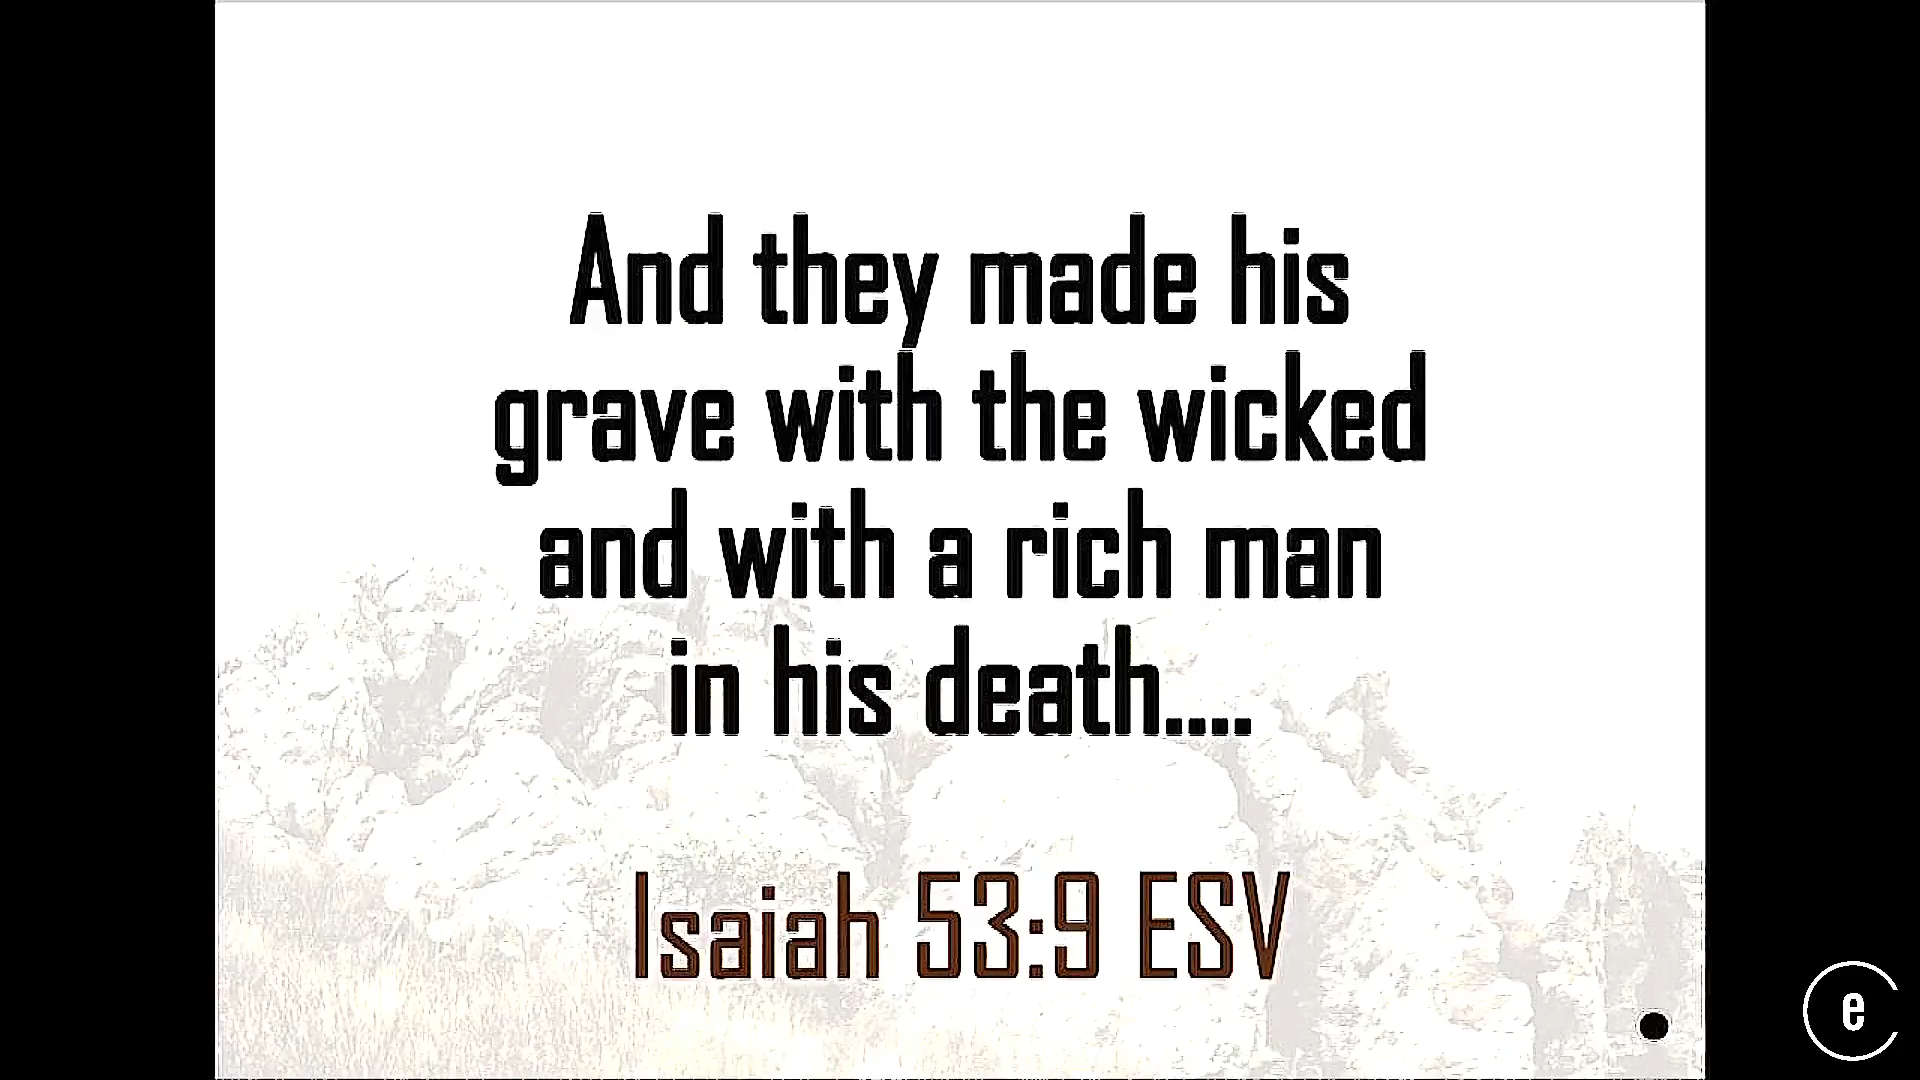 And they made his
grave with the wicked
and with a rich man
in his death....
Isaiah 53:9 ESV
e